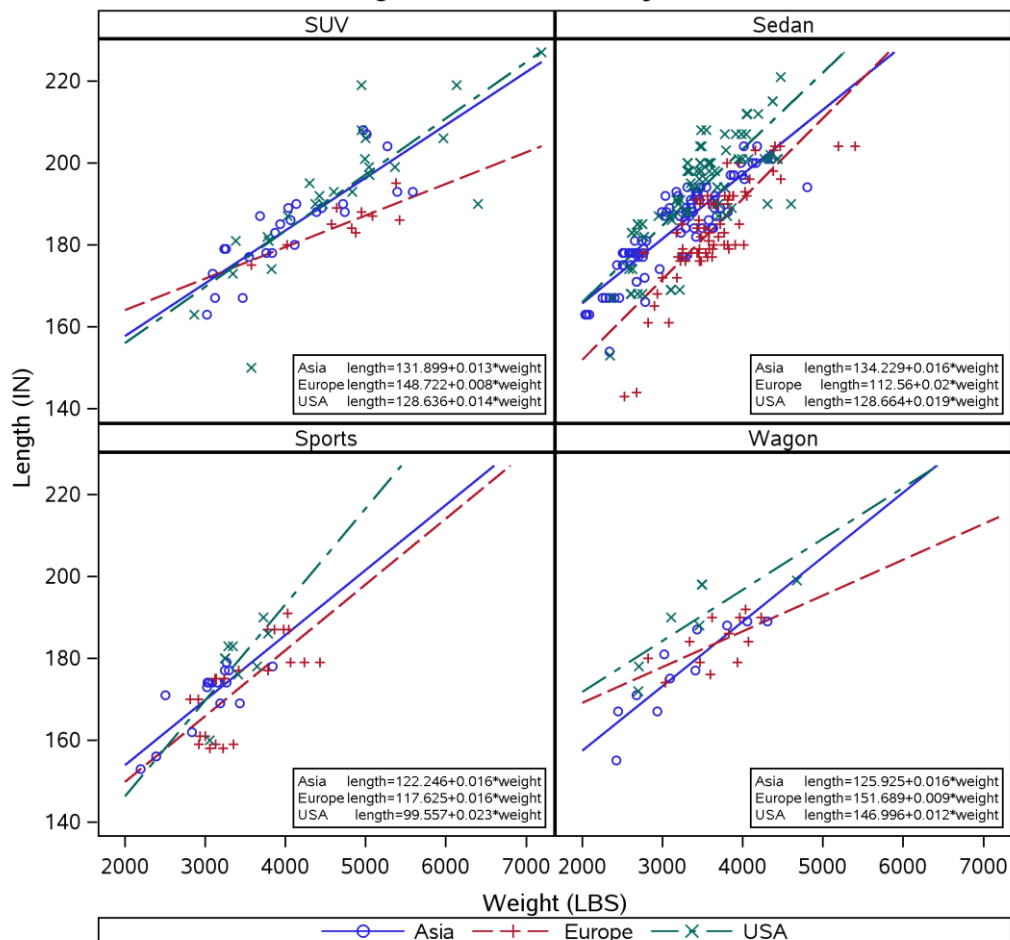 SUV Sedan
220
200
180
160
140
Asia length=131.899+0.013*weight
Europe length=148.722+0.008*weight
USA length=128.636+0.014*weight
Asia length=134.229+0.016*weight
Europe length=112.56+0.02*weight
USA length=128.664+0.019*weight
Length (IN)
Sports Wagon
220
200
180
160
140
Asia length=122.246+0.016*weight
Europe length=117.625+0.016*weight
USA length=99.557+0.023*weight
Asia length=125.925+0.016*weight
Europe length=151.689+0.009*weight
USA length=146.996+0.012*weight
2000 3000 4000 5000 6000 7000 2000 3000 4000 5000 6000 7000
Weight (LBS)
Asia Europe USA